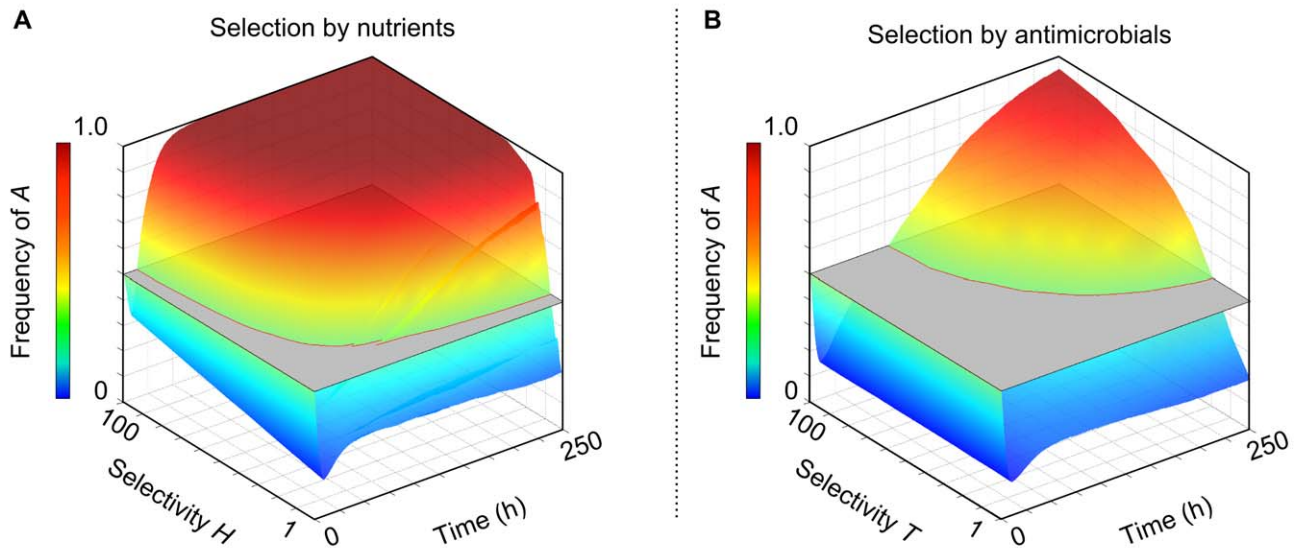 A
Selection by nutrients
1.0
Frequency of A
0
100
Selectivity H
1
0
Time (h)
250
B
Selection by antimicrobials
1.0
Frequency of A
0
100
Selectivity T
1
0
Time (h)
250